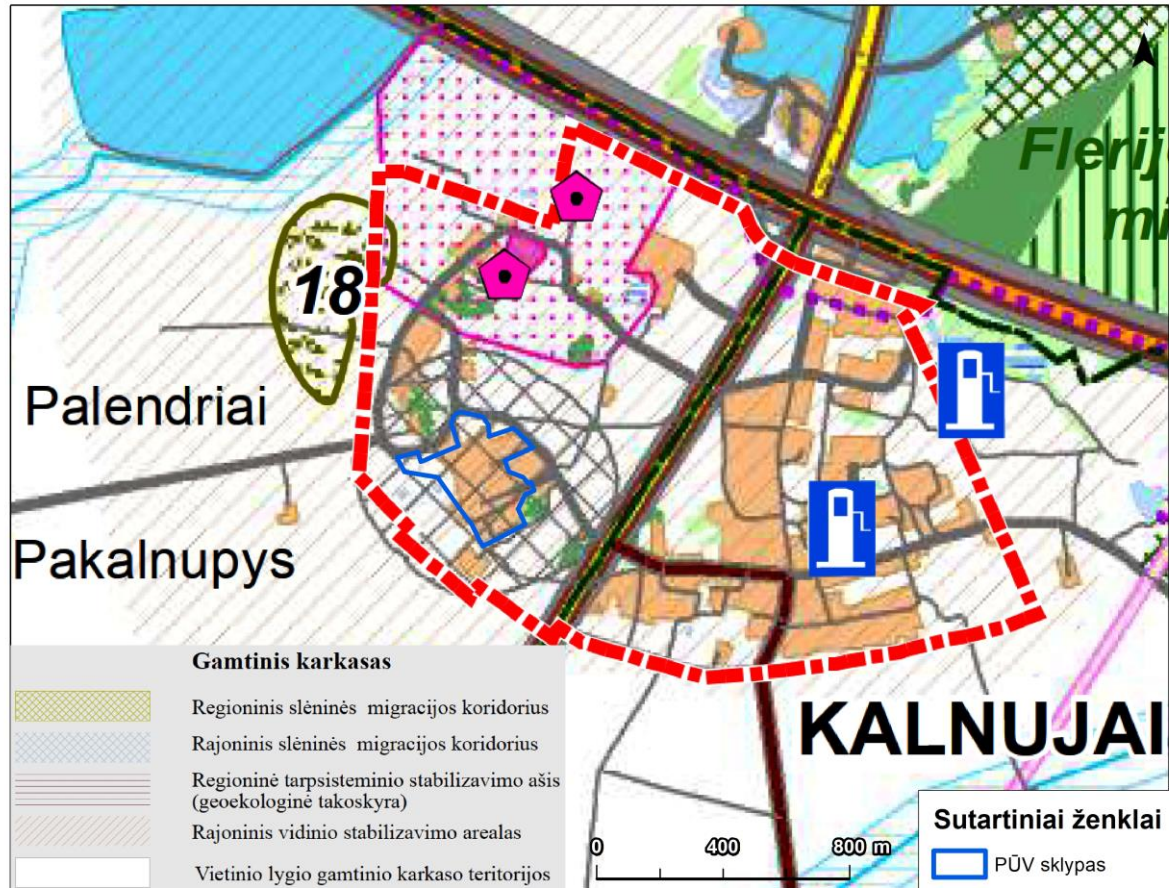 Flerij
mi
18
Palendriai
Pakalnupys
KALNUJAI
Gamtinis karkasas
Regioninis slėninės migracijos koridorius
Rajoninis slėninės migracijos koridorius
Regioninė tarpsisteminio stabilizavimo ašis
(geoekologinė takoskyra)
Rajoninis vidinio stabilizavimo arealas
Vietinio lygio gamtinio karkaso teritorijos
0 400 800 m
Sutartiniai ženklai
PŪV sklypas